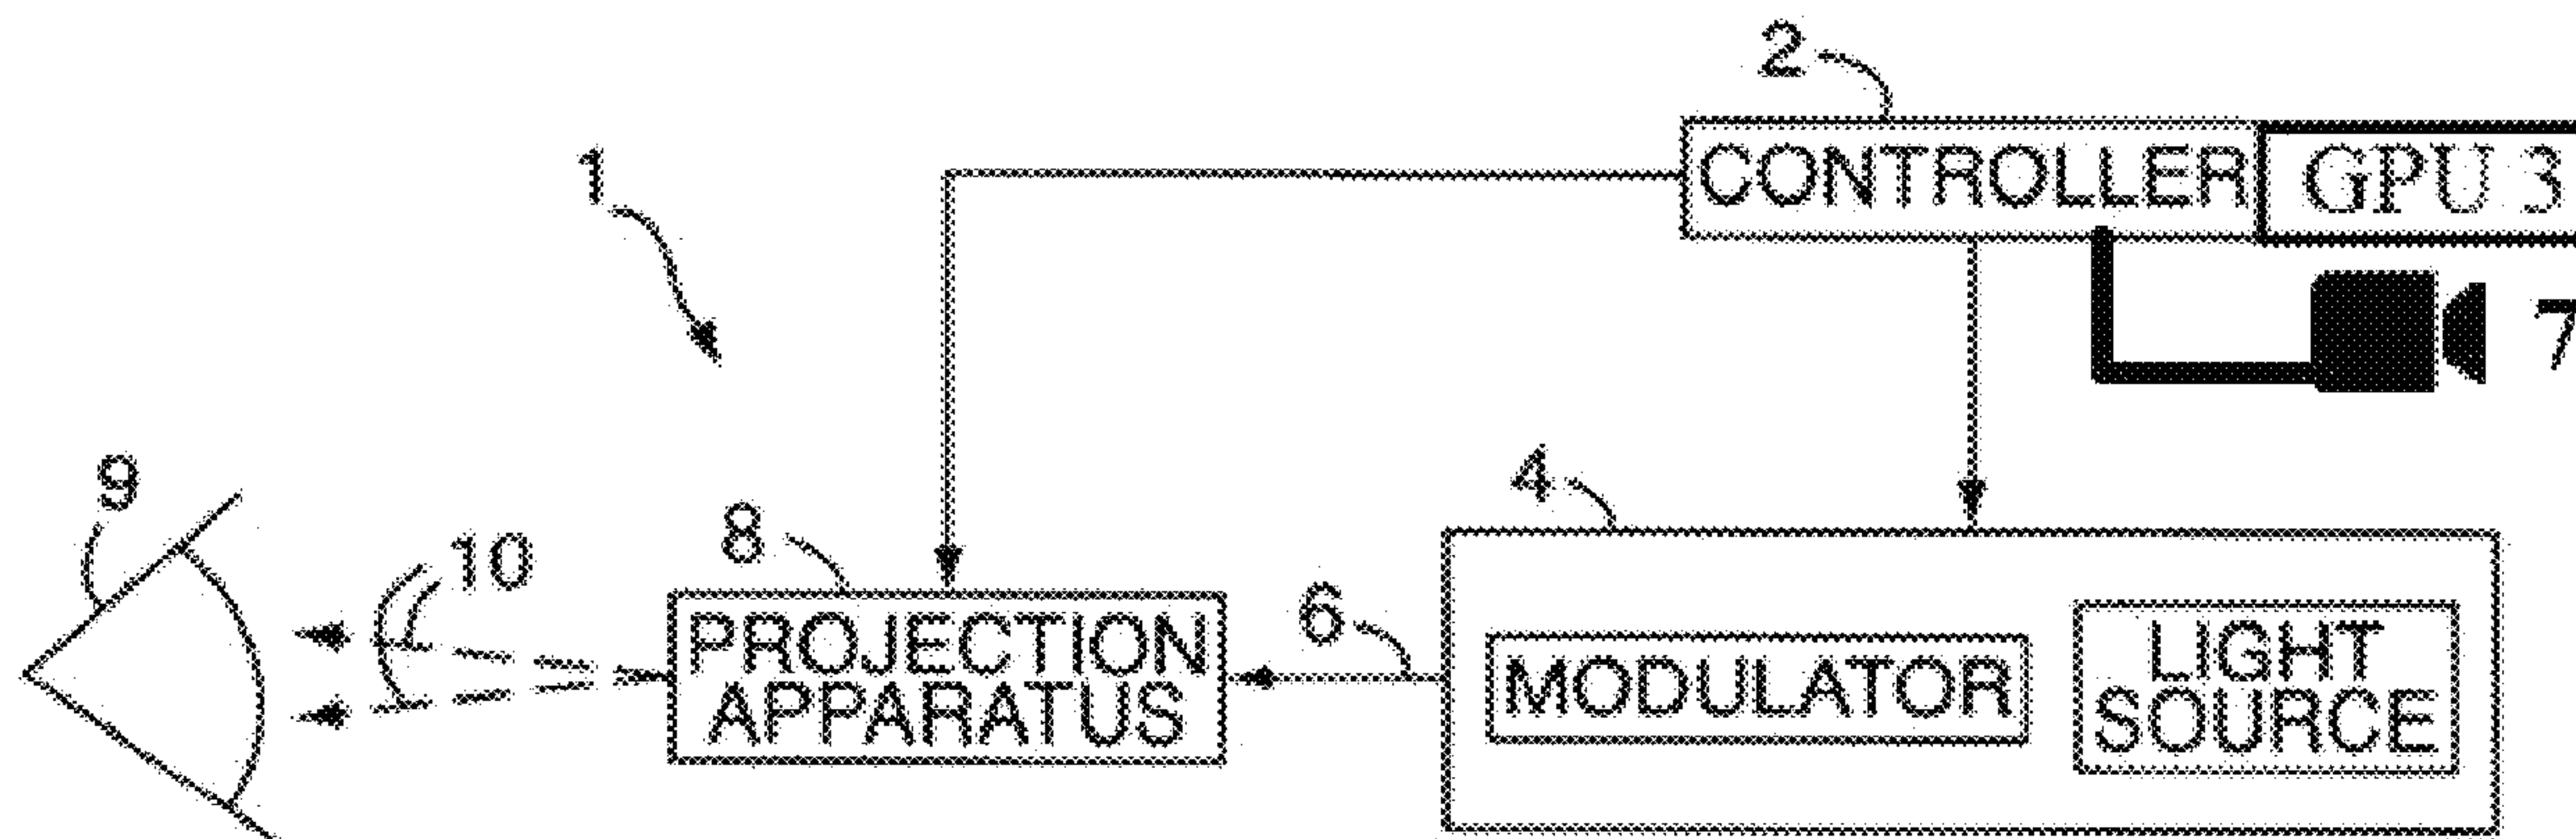 2
CONTROLLER GPU 3
1
7
9
10
8
PROJECTION
APPARATUS
6
4
MODULATOR
LIGHT
SOURCE